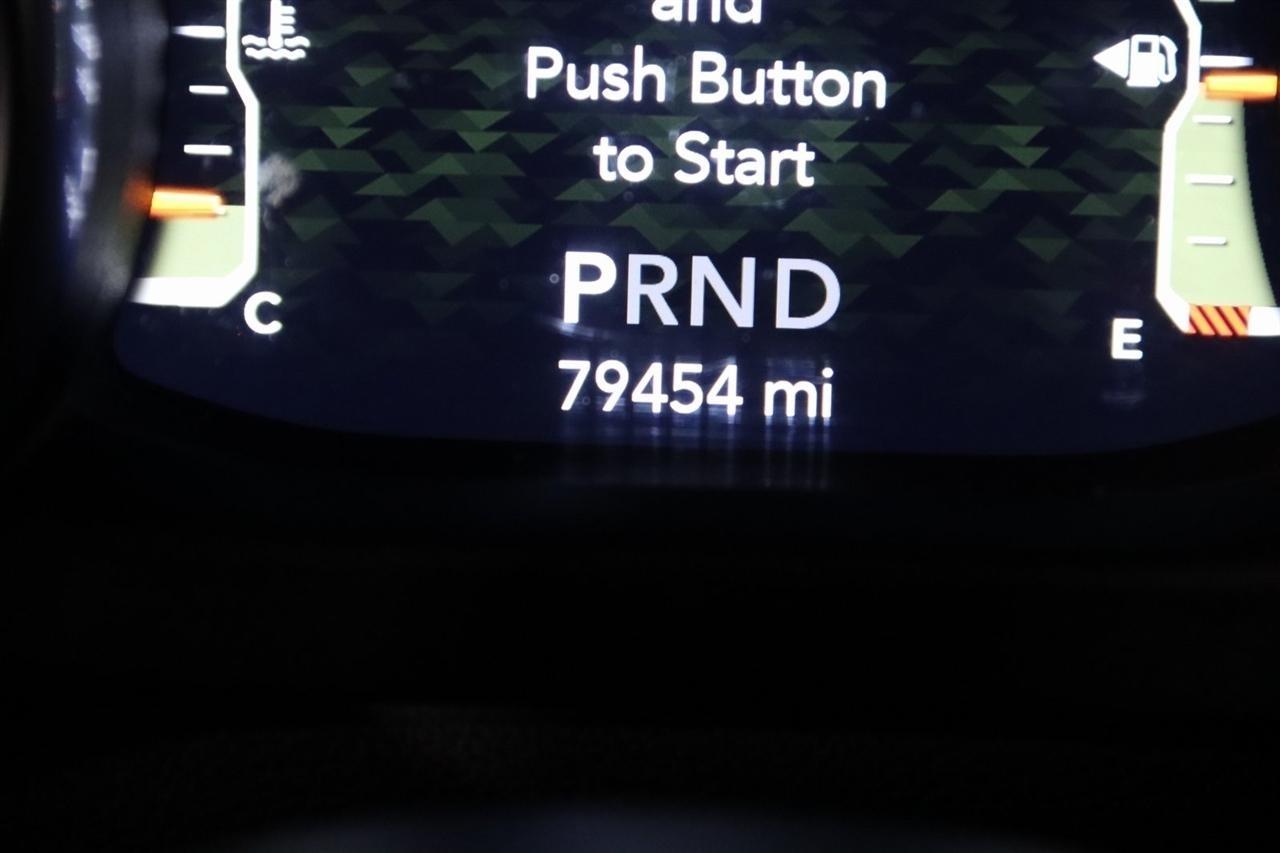 and
Push Button
to Start
PRND
C
E
79454 mi